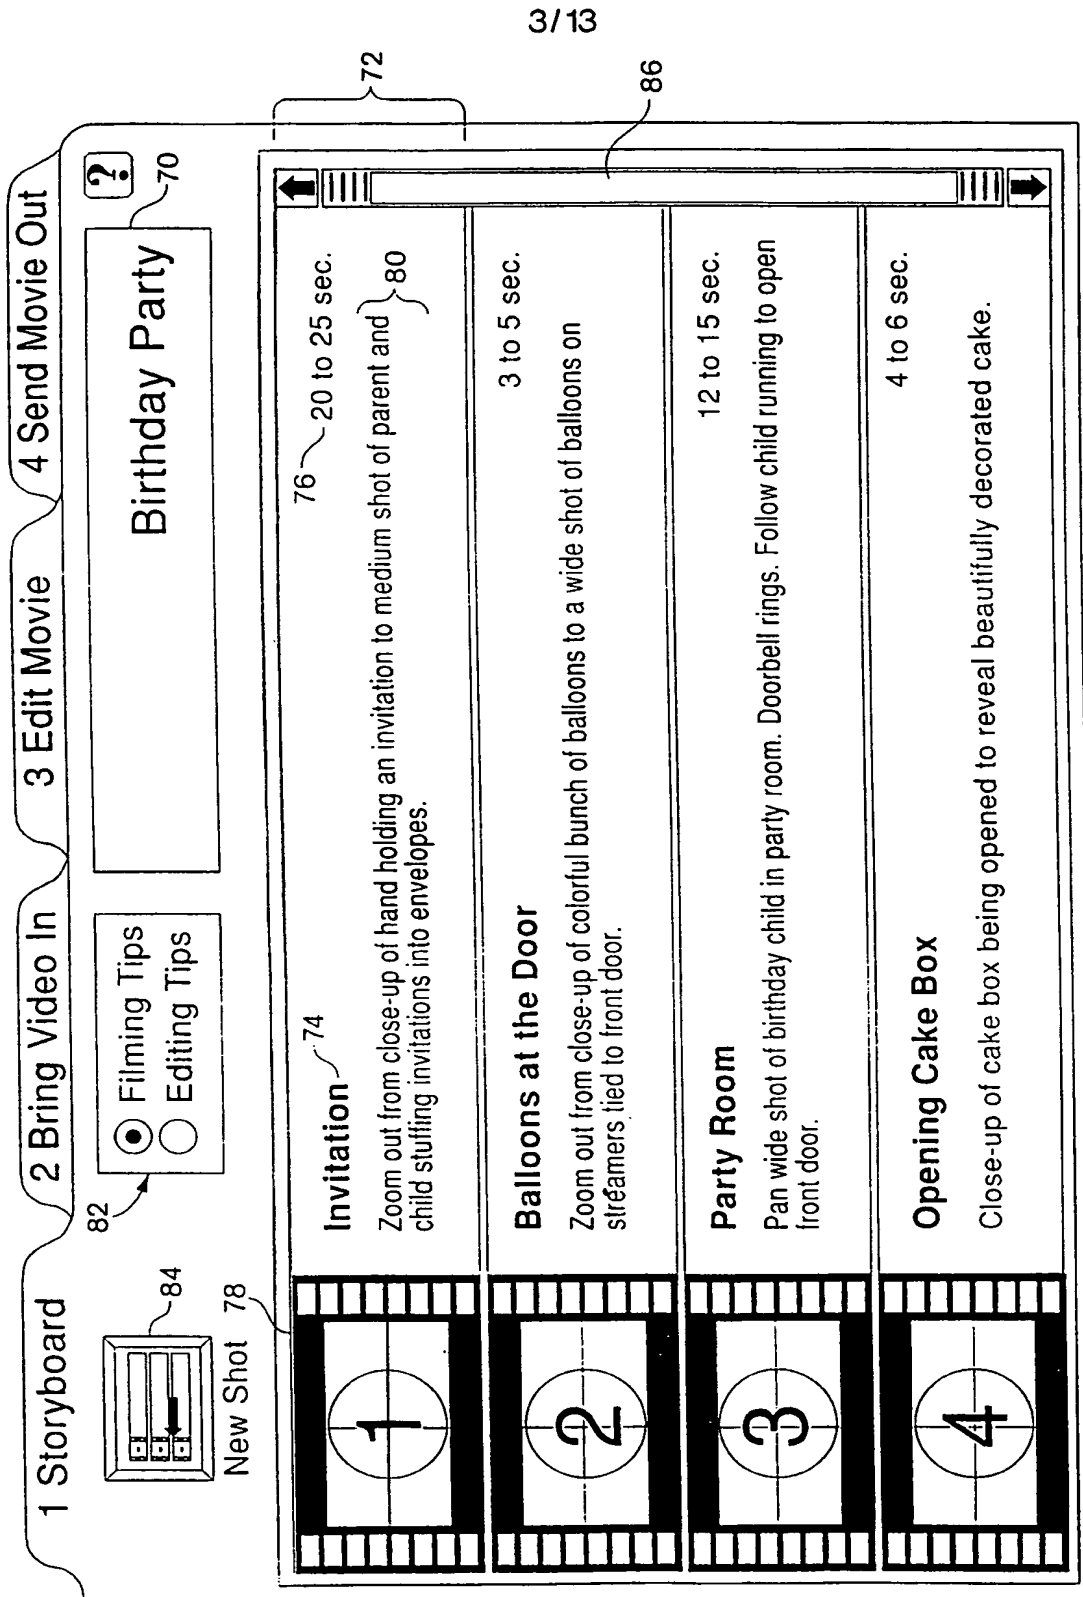 3/13
1 Storyboard
2 Bring Video In
3 Edit Movie
4 Send Movie Out
84
New Shot
82
Filming Tips
Editing Tips
Birthday Party
70
?
78
72
1
Invitation
74
76
20 to 25 sec.
Zoom out from close-up of hand holding an invitation to medium shot of parent and
child stuffing invitations into envelopes.
80
86
2
Balloons at the Door
3 to 5 sec.
Zoom out from close-up of colorful bunch of balloons to a wide shot of balloons on
streamers tied to front door.
3
Party Room
12 to 15 sec.
Pan wide shot of birthday child in party room. Doorbell rings. Follow child running to open
front door.
4
Opening Cake Box
4 to 6 sec.
Close-up of cake box being opened to reveal beautifully decorated cake.